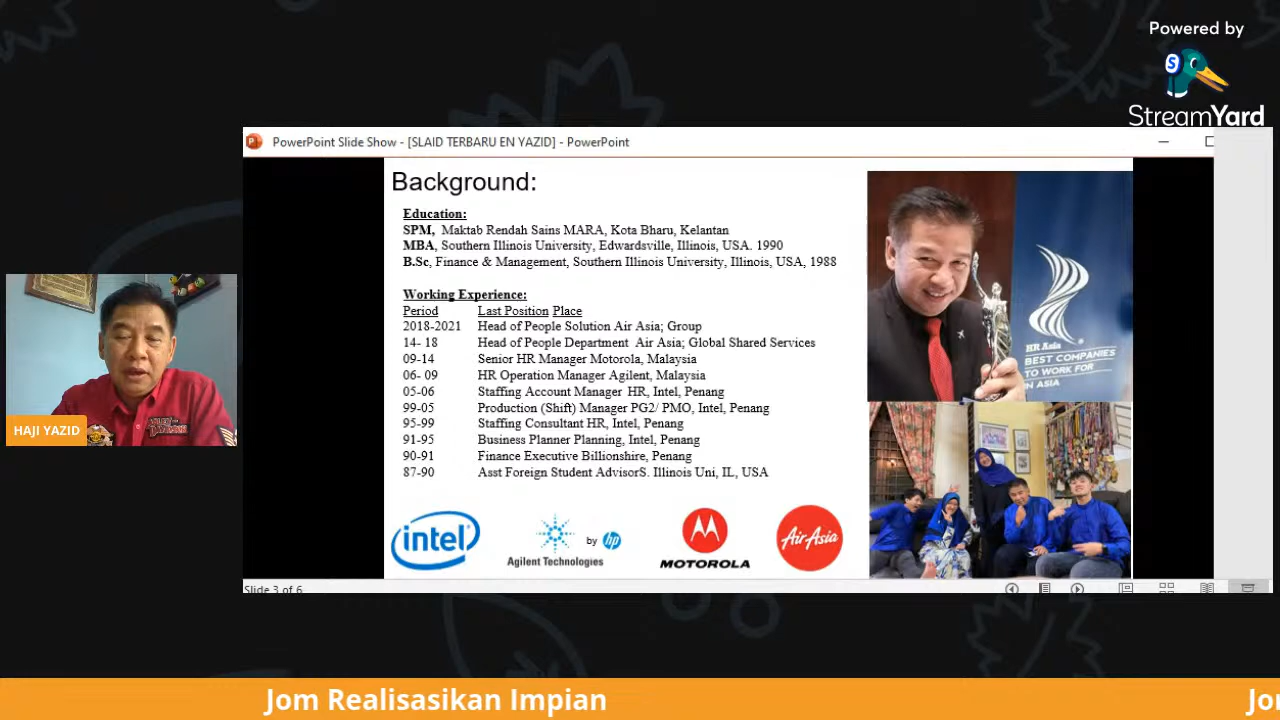 Powered by
StreamYard
PowerPoint Slide Show - [SLAID TERBARU EN YAZID] - PowerPoint
Background:
Education:
SPM, Maktab Rendah Sains MARA, Kota Bharu, Kelantan
MBA, Southern Illinois University, Edwardsville, Illinois, USA. 1990
B.Sc, Finance & Management, Southern Illinois University, Illinois, USA, 1988
Working Experience:
Period Last Position Place
2018-2021 Head of People Solution Air Asia; Group
14- 18 Head of People Department Air Asia; Global Shared Services
09-14 Senior HR Manager Motorola, Malaysia
06- 09 HR Operation Manager Agilent, Malaysia
05-06 Staffing Account Manager HR, Intel, Penang
99-05 Production (Shift) Manager PG2/ PMO, Intel, Penang
95-99 Staffing Consultant HR, Intel, Penang
91-95 Business Planner Planning, Intel, Penang
90-91 Finance Executive Billionshire, Penang
87-90 Asst Foreign Student AdvisorS. Illinois Uni, IL, USA
HR Asia
BEST COMPANIES
TO WORK FOR
IN ASIA
HAJI YAZID
intel
Agilent Technologies
by hp
MOTOROLA
AirAsia
Slide 3 of 6
Jom Realisasikan Impian
Jo